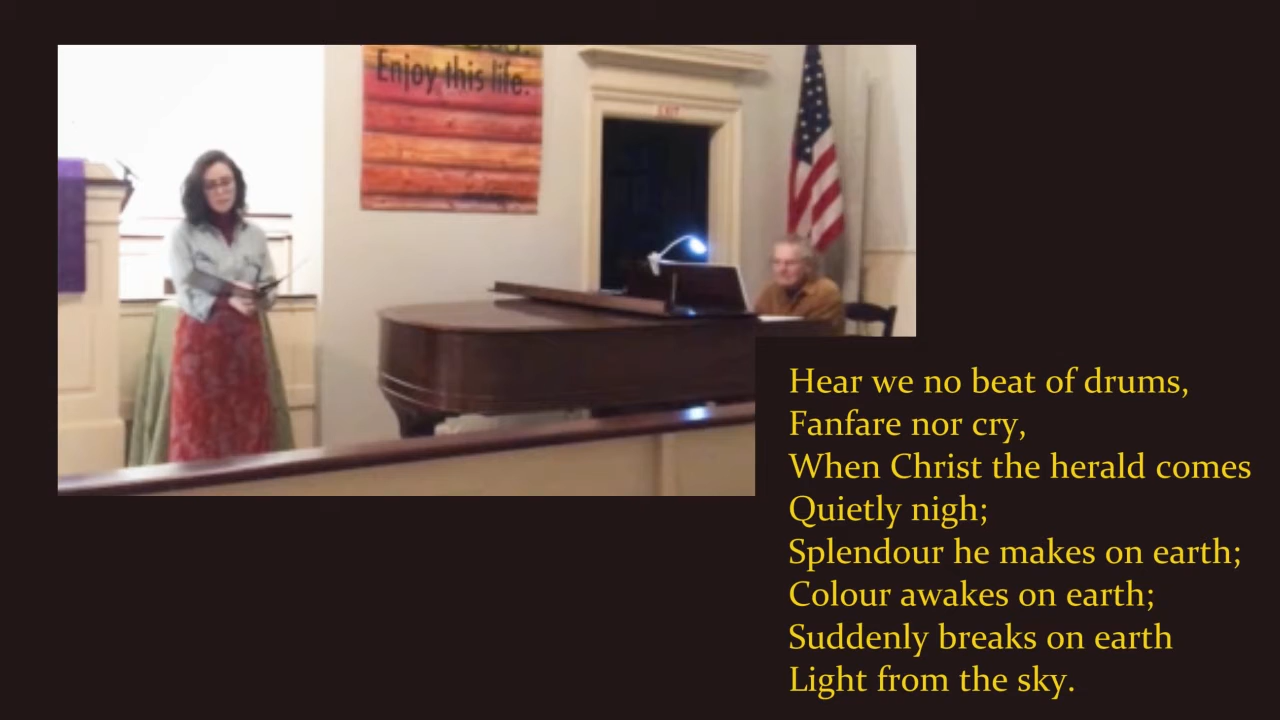 Enjoy this life.
EXIT
Hear we no beat of drums,
Fanfare nor cry,
When Christ the herald comes
Quietly nigh;
Splendour he makes on earth;
Colour awakes on earth;
Suddenly breaks on earth
Light from the sky.